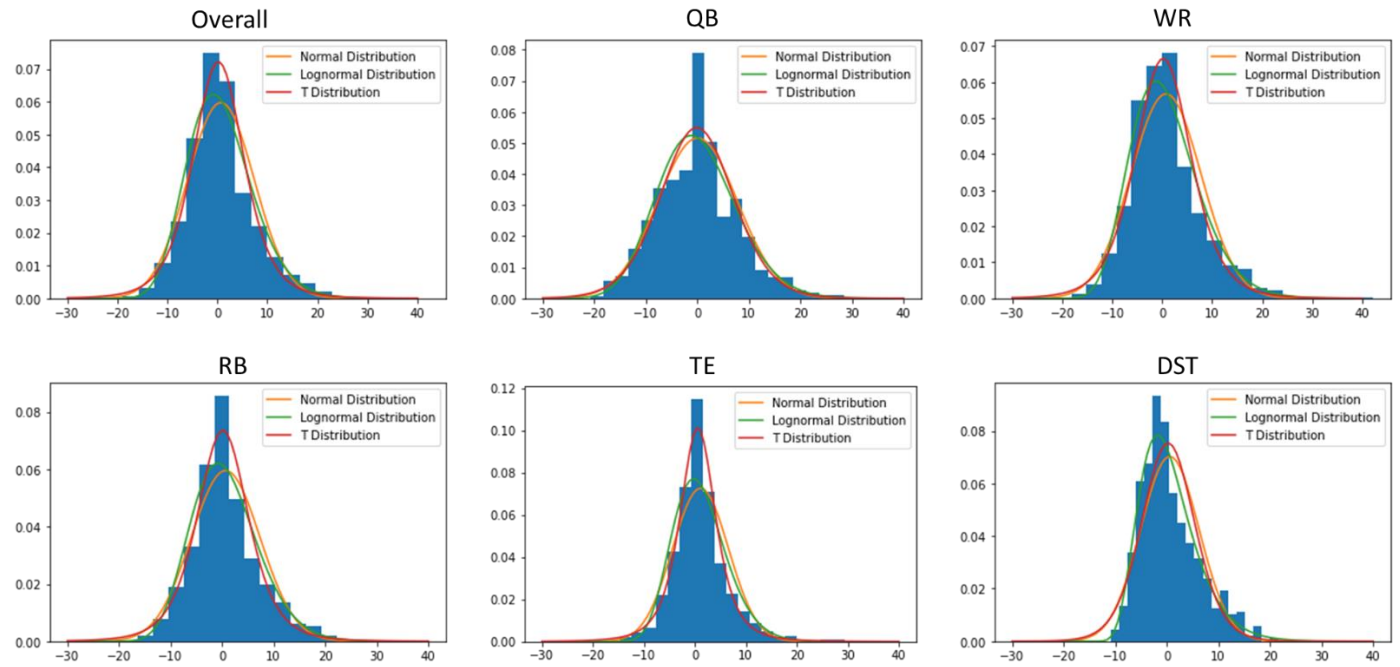 Overall
0.07
0.06
0.05
0.04
0.03
0.02
0.01
0.00
−30 −20 −10 0 10 20 30 40
Normal Distribution
Lognormal Distribution
T Distribution
QB
0.08
0.07
0.06
0.05
0.04
0.03
0.02
0.01
0.00
−30 −20 −10 0 10 20 30 40
Normal Distribution
Lognormal Distribution
T Distribution
WR
0.07
0.06
0.05
0.04
0.03
0.02
0.01
0.00
−30 −20 −10 0 10 20 30 40
Normal Distribution
Lognormal Distribution
T Distribution
RB
0.08
0.06
0.04
0.02
0.00
−30 −20 −10 0 10 20 30 40
Normal Distribution
Lognormal Distribution
T Distribution
TE
0.12
0.10
0.08
0.06
0.04
0.02
0.00
−30 −20 −10 0 10 20 30 40
Normal Distribution
Lognormal Distribution
T Distribution
DST
0.08
0.06
0.04
0.02
0.00
−30 −20 −10 0 10 20 30 40
Normal Distribution
Lognormal Distribution
T Distribution